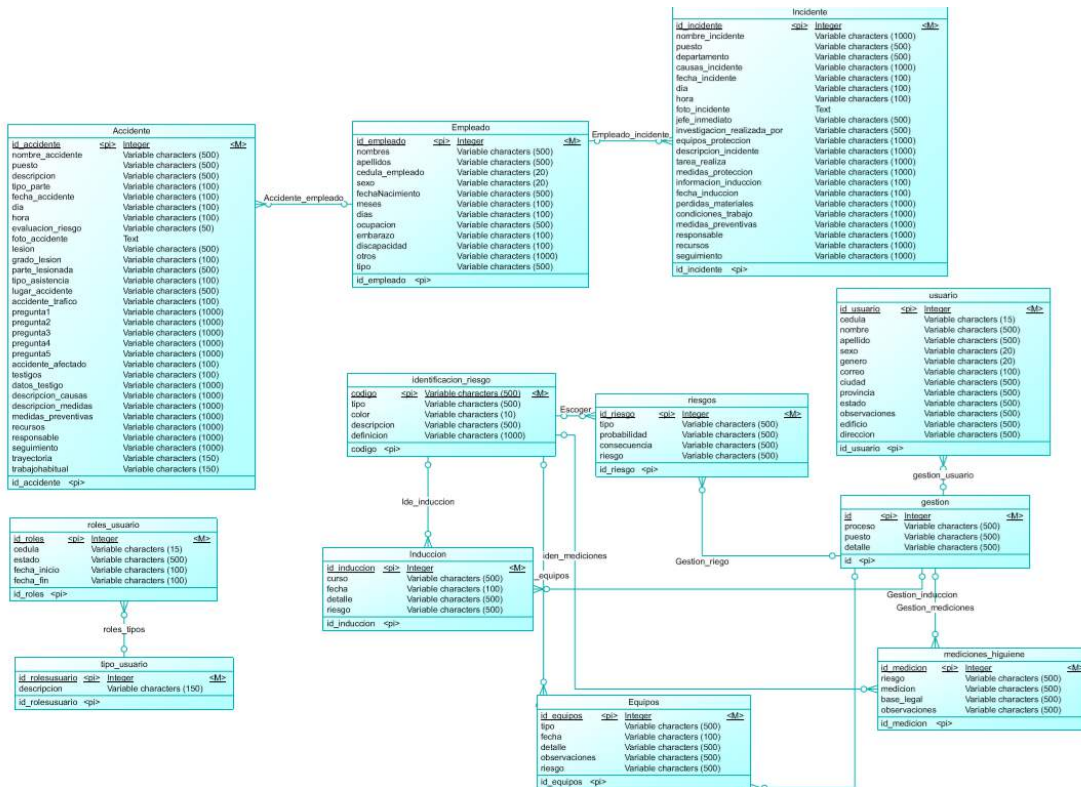 Incidente
id_incidente <pi> Integer <M>
nombre_incidente Variable characters (1000)
puesto Variable characters (500)
departamento Variable characters (500)
causas_incidente Variable characters (1000)
fecha_incidente Variable characters (100)
dia Variable characters (100)
hora Variable characters (100)
foto_incidente Text
jefe_inmediato Variable characters (500)
investigacion_realizada_por Variable characters (500)
equipos_proteccion Variable characters (1000)
descripcion_incidente Variable characters (1000)
tarea_realiza Variable characters (1000)
medidas_proteccion Variable characters (1000)
informacion_induccion Variable characters (100)
fecha_induccion Variable characters (100)
perdidas_materiales Variable characters (1000)
condiciones_trabajo Variable characters (1000)
medidas_preventivas Variable characters (1000)
responsable Variable characters (1000)
recursos Variable characters (1000)
seguimiento Variable characters (1000)
id_incidente <pi>
Empleado_incidente
Empleado
id_empleado <pi> Integer <M>
nombres Variable characters (500)
apellidos Variable characters (500)
cedula_empleado Variable characters (20)
sexo Variable characters (20)
fechaNacimiento Variable characters (500)
meses Variable characters (100)
dias Variable characters (100)
ocupacion Variable characters (500)
embarazo Variable characters (100)
discapacidad Variable characters (100)
otros Variable characters (1000)
tipo Variable characters (500)
id_empleado <pi>
Accidente_empleado
Accidente
id_accidente <pi> Integer <M>
nombre_accidente Variable characters (500)
puesto Variable characters (500)
descripcion Variable characters (500)
tipo_parte Variable characters (100)
fecha_accidente Variable characters (100)
dia Variable characters (100)
hora Variable characters (100)
evaluacion_riesgo Variable characters (50)
foto_accidente Text
lesion Variable characters (500)
grado_lesion Variable characters (100)
parte_lesionada Variable characters (500)
tipo_asistencia Variable characters (100)
lugar_accidente Variable characters (500)
accidente_trafico Variable characters (100)
pregunta1 Variable characters (1000)
pregunta2 Variable characters (1000)
pregunta3 Variable characters (1000)
pregunta4 Variable characters (1000)
pregunta5 Variable characters (1000)
accidente_afectado Variable characters (100)
testigos Variable characters (100)
datos_testigo Variable characters (1000)
descripcion_causas Variable characters (1000)
descripcion_medidas Variable characters (1000)
medidas_preventivas Variable characters (1000)
recursos Variable characters (1000)
responsable Variable characters (1000)
seguimiento Variable characters (1000)
trayectoria Variable characters (150)
trabajohabitual Variable characters (150)
id_accidente <pi>
usuario
id_usuario <pi> Integer <M>
cedula Variable characters (15)
nombre Variable characters (500)
apellido Variable characters (500)
sexo Variable characters (20)
genero Variable characters (20)
correo Variable characters (100)
ciudad Variable characters (500)
provincia Variable characters (500)
estado Variable characters (500)
observaciones Variable characters (500)
edificio Variable characters (500)
direccion Variable characters (500)
id_usuario <pi>
gestion_usuario
identificacion_riesgo
codigo <pi> Variable characters (500) <M>
tipo Variable characters (500)
color Variable characters (10)
descripcion Variable characters (500)
definicion Variable characters (1000)
codigo <pi>
Escoger
riesgos
id_riesgo <pi> Integer <M>
tipo Variable characters (500)
probabilidad Variable characters (500)
consecuencia Variable characters (500)
riesgo Variable characters (500)
id_riesgo <pi>
Ide_induccion
gestion
id <pi> Integer <M>
proceso Variable characters (500)
puesto Variable characters (500)
detalle Variable characters (500)
id <pi>
roles_usuario
id_roles <pi> Integer <M>
cedula Variable characters (15)
estado Variable characters (500)
fecha_inicio Variable characters (100)
fecha_fin Variable characters (100)
id_roles <pi>
Induccion
id_induccion <pi> Integer <M>
curso Variable characters (500)
fecha Variable characters (100)
detalle Variable characters (500)
riesgo Variable characters (500)
id_induccion <pi>
iden_mediciones
_equipos
Gestion_riego
Gestion_induccion
Gestion_mediciones
roles_tipos
tipo_usuario
id_rolesusuario <pi> Integer <M>
descripcion Variable characters (150)
id_rolesusuario <pi>
mediciones_higuiene
id_medicion <pi> Integer <M>
riesgo Variable characters (500)
medicion Variable characters (500)
base_legal Variable characters (500)
observaciones Variable characters (500)
id_medicion <pi>
Equipos
id_equipos <pi> Integer <M>
tipo Variable characters (500)
fecha Variable characters (100)
detalle Variable characters (500)
observaciones Variable characters (500)
riesgo Variable characters (500)
id_equipos <pi>